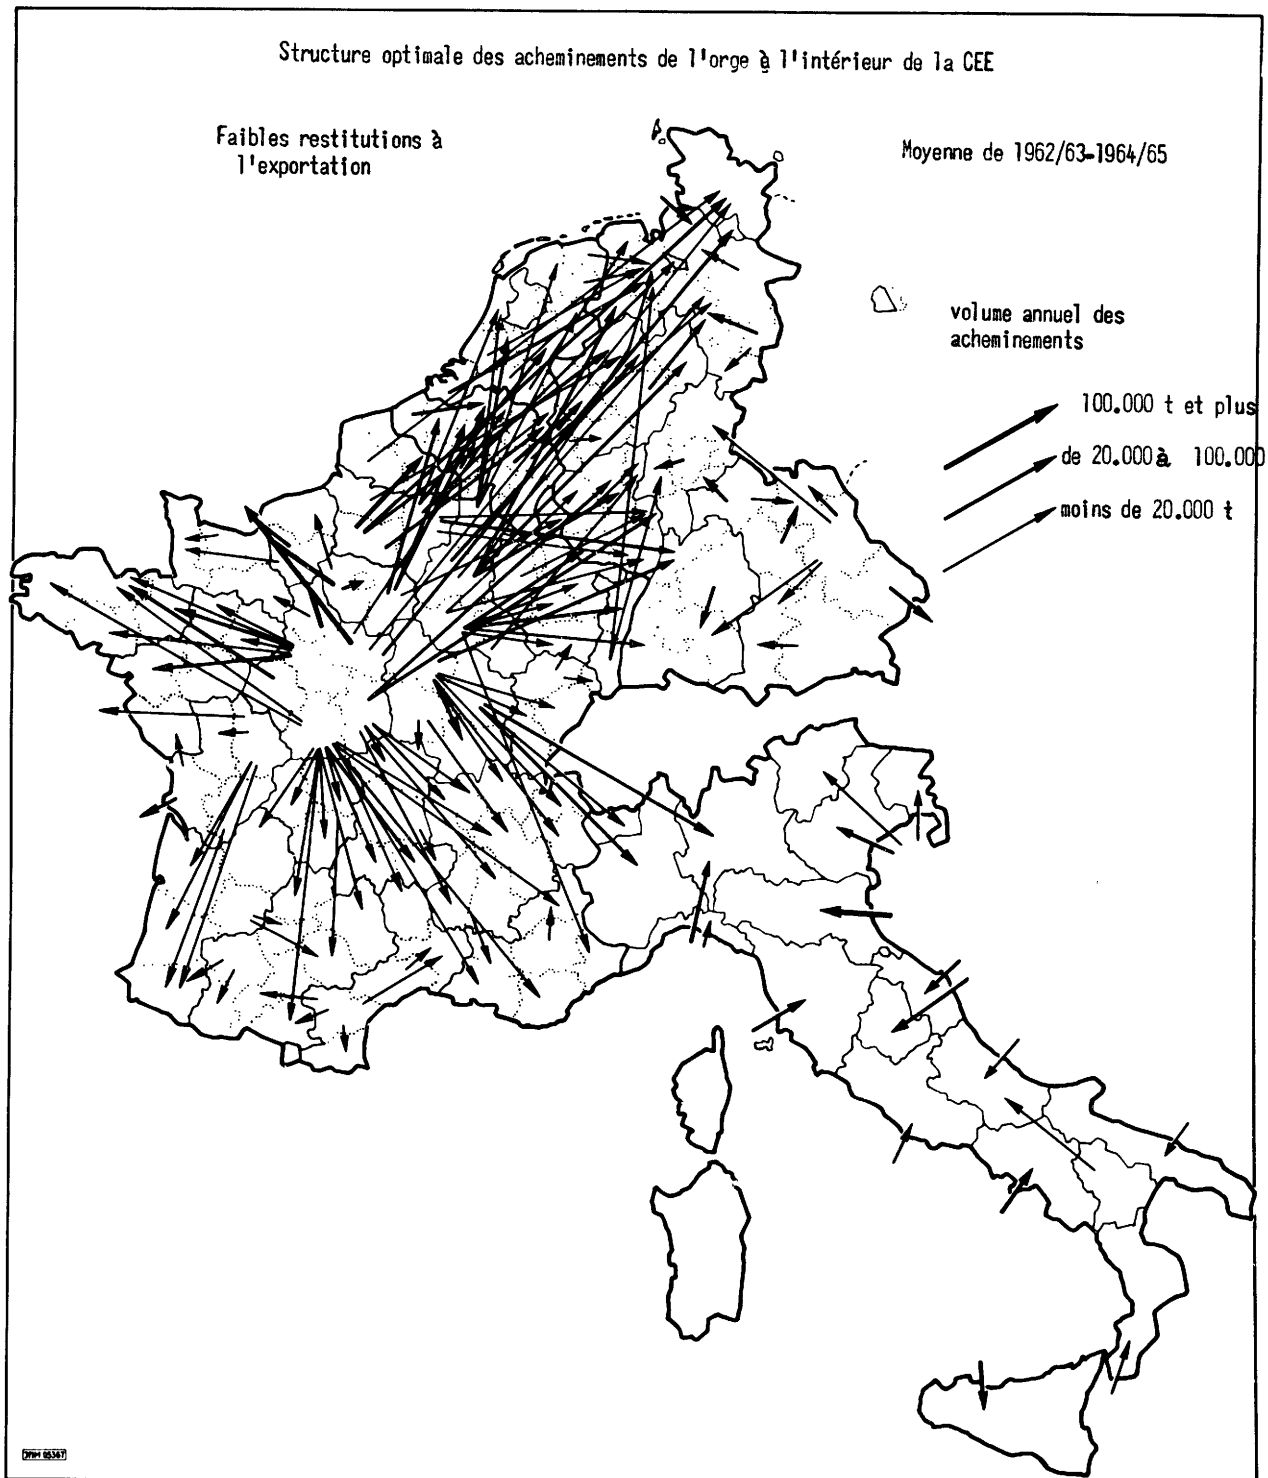 Structure optimale des acheminements de l'orge à l'intérieur de la CEE
Faibles restitutions à
l'exportation
Moyenne de 1962/63-1964/65
volume annuel des
acheminements
100.000 t et plus
de 20.000 à 100.000
moins de 20.000 t